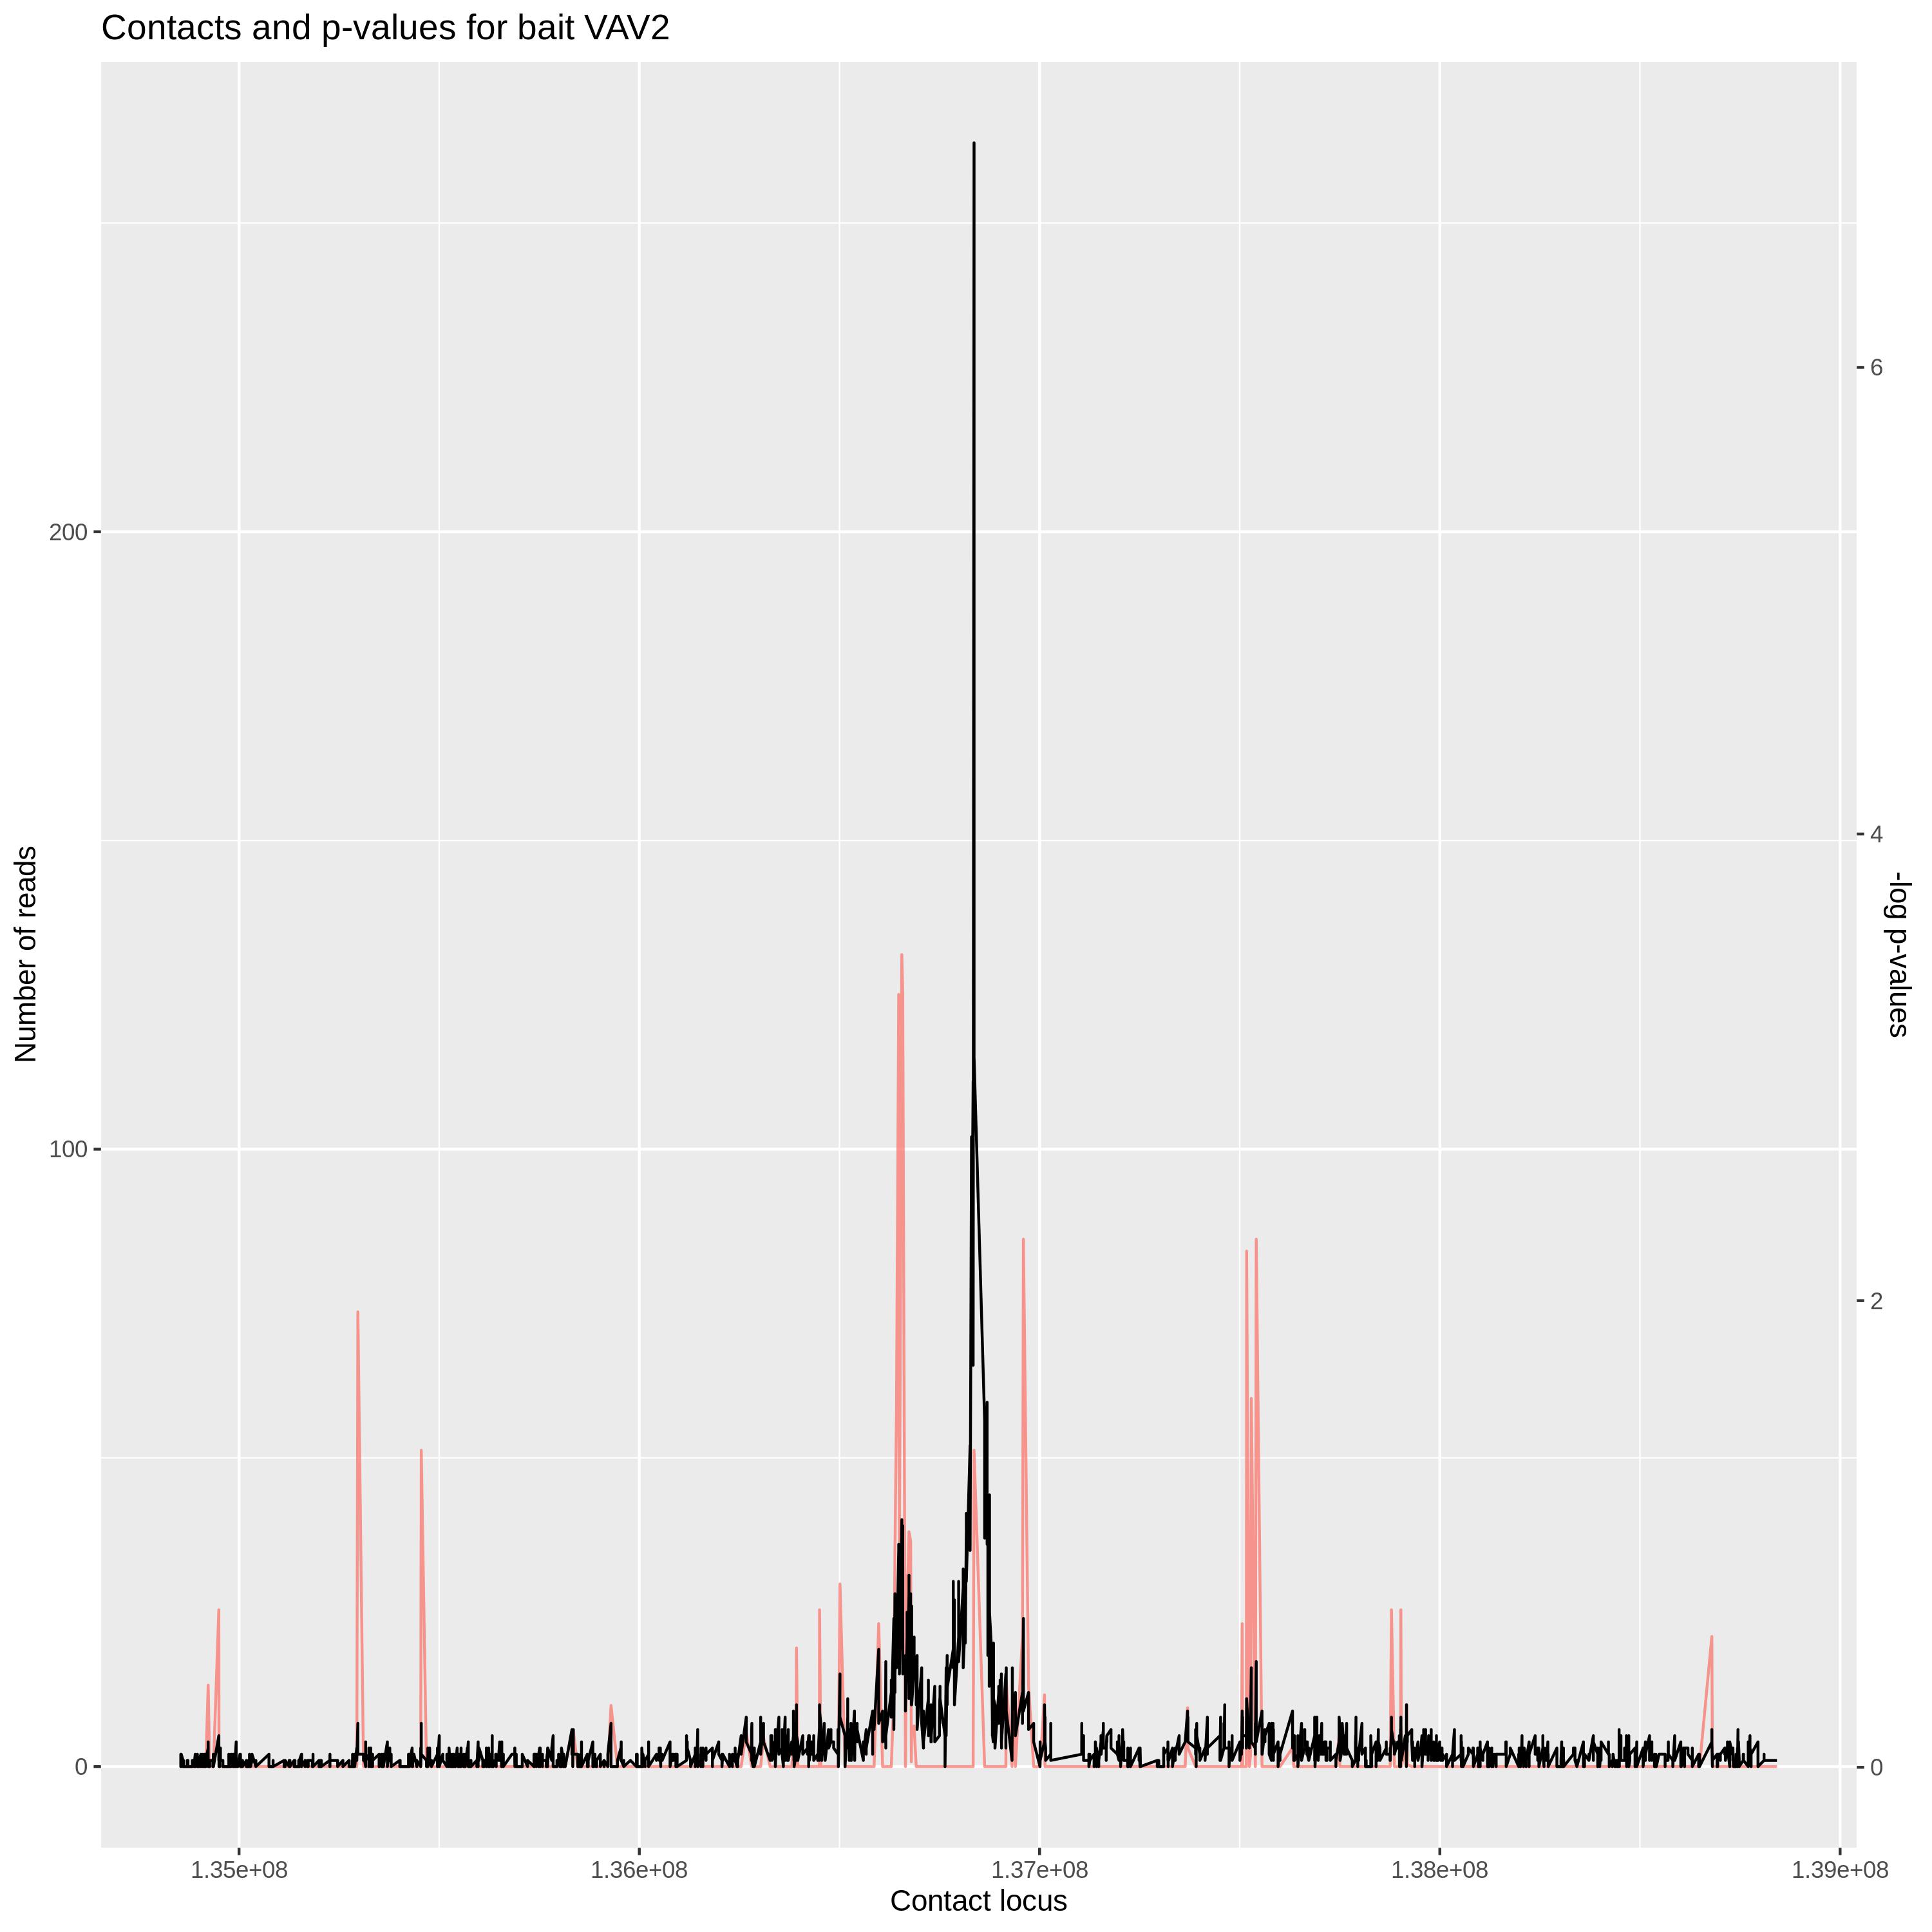 Contacts and p-values for bait VAV2
Number of reads
200
100
0
6
4
2
0
-log p-values
1.35e+08
1.36e+08
1.37e+08
1.38e+08
1.39e+08
Contact locus